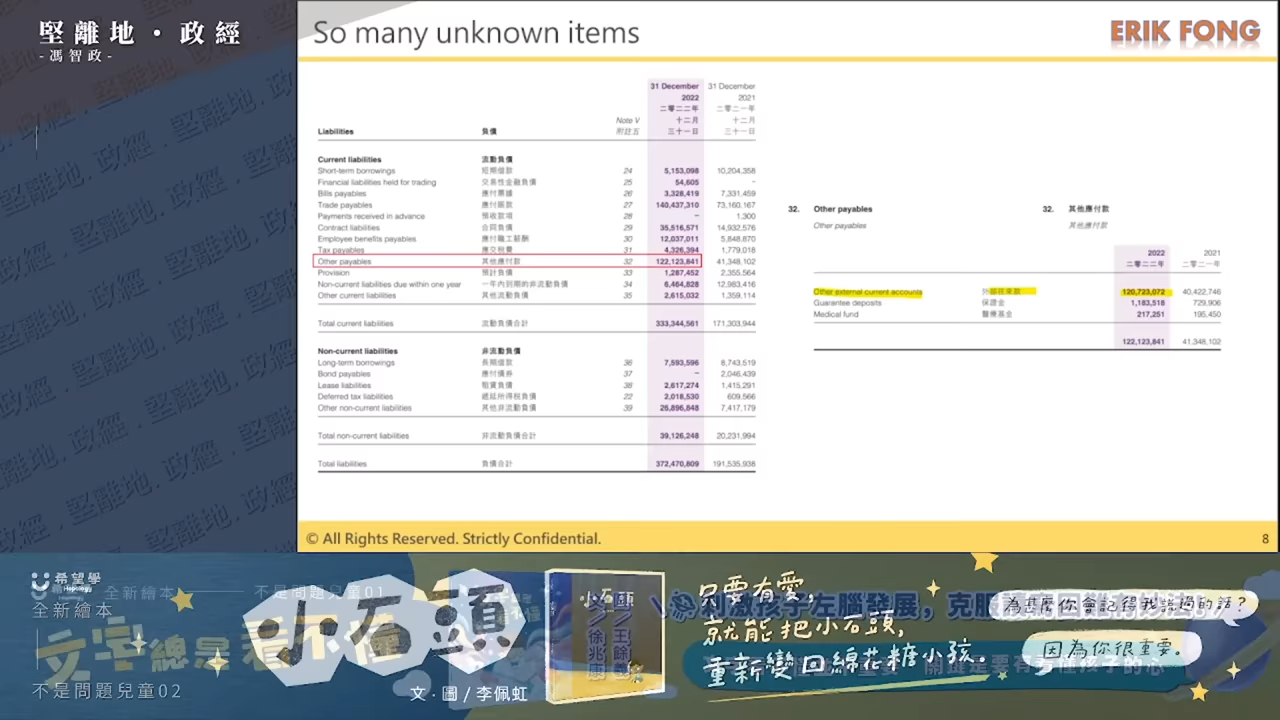 堅離地・政經
-馮智政-
So many unknown items
ERIK FONG
31 December 31 December
2022 2021
二零二二年 二零二一年
Note V 十二月 十二月
Liabilities 負債 附註五 三十一日 三十一日
Current liabilities 流動負債
Short-term borrowings 短期借款 24 5,153,098 10,204,358
Financial liabilities held for trading 交易性金融負債 25 54,605 –
Bills payables 應付票據 26 3,328,419 7,331,459
Trade payables 應付賬款 27 140,437,310 73,160,167
Payments received in advance 預收款項 28 – 1,300
Contract liabilities 合同負債 29 35,516,571 14,932,576
Employee benefits payables 應付職工薪酬 30 12,037,011 5,848,870
Tax payables 應交稅費 31 4,326,394 1,779,018
Other payables 其他應付款 32 122,123,841 41,348,102
Provision 預計負債 33 1,287,452 2,355,564
Non-current liabilities due within one year 一年內到期的非流動負債 34 6,464,828 12,983,416
Other current liabilities 其他流動負債 35 2,615,032 1,359,114
Total current liabilities 流動負債合計 333,344,561 171,303,944
Non-current liabilities 非流動負債
Long-term borrowings 長期借款 36 7,593,596 8,743,519
Bond payables 應付債券 37 – 2,046,439
Lease liabilities 租賃負債 38 2,617,274 1,415,291
Deferred tax liabilities 遞延所得稅負債 22 2,018,530 609,566
Other non-current liabilities 其他非流動負債 39 26,896,848 7,417,179
Total non-current liabilities 非流動負債合計 39,126,248 20,231,994
Total liabilities 負債合計 372,470,809 191,535,938
32. Other payables 32. 其他應付款
Other payables 其他應付款
2022 2021
二零二二年 二零二一年
Other external current accounts 外部往來款 120,723,072 40,422,746
Guarantee deposits 保證金 1,183,518 729,906
Medical fund 醫療基金 217,251 195,450
122,123,841 41,348,102
© All Rights Reserved. Strictly Confidential. 8
希望學
全新繪本
小石頭
不是問題兒童02
文・圖 / 李佩虹
只要有愛,
就能把小石頭,
重新變回綿花糖小孩。
為甚麼你會記得我說過的話?
因為你很重要。